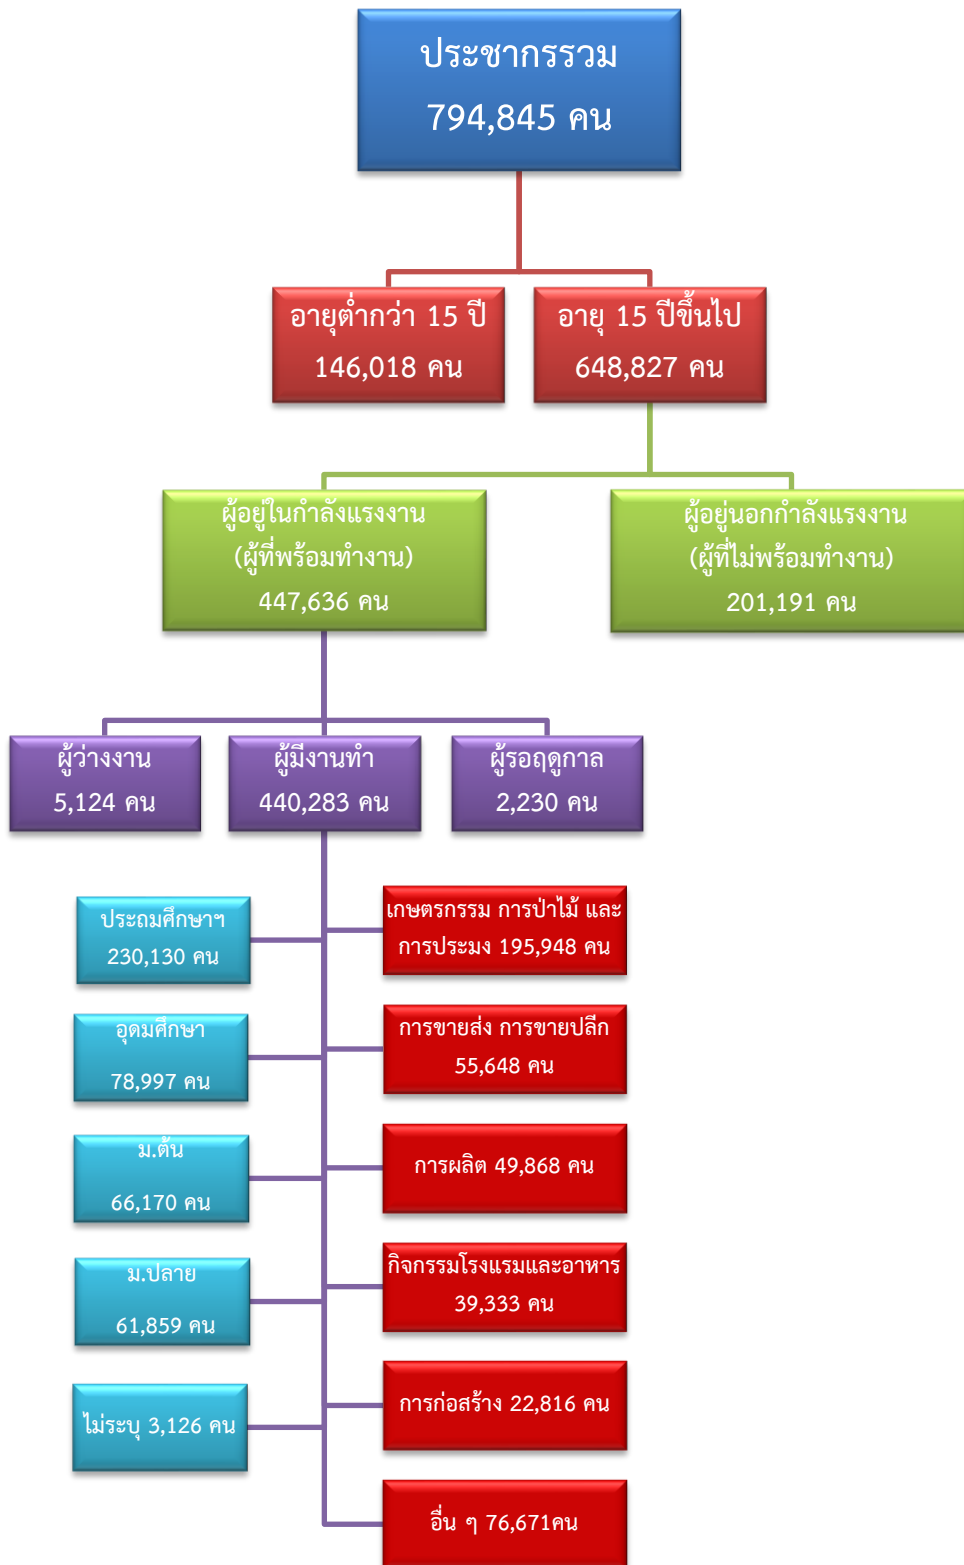 ประชากรรวม
794,845 คน
อายุต่ำกว่า 15 ปี
146,018 คน
อายุ 15 ปีขึ้นไป
648,827 คน
ผู้อยู่ในกำลังแรงงาน
(ผู้ที่พร้อมทำงาน)
447,636 คน
ผู้อยู่นอกกำลังแรงงาน
(ผู้ที่ไม่พร้อมทำงาน)
201,191 คน
ผู้ว่างงาน
5,124 คน
ผู้มีงานทำ
440,283 คน
ผู้รอฤดูกาล
2,230 คน
ประถมศึกษาฯ
230,130 คน
อุดมศึกษา
78,997 คน
ม.ต้น
66,170 คน
ม.ปลาย
61,859 คน
ไม่ระบุ 3,126 คน
เกษตรกรรม การป่าไม้ และ
การประมง 195,948 คน
การขายส่ง การขายปลีก
55,648 คน
การผลิต 49,868 คน
กิจกรรมโรงแรมและอาหาร
39,333 คน
การก่อสร้าง 22,816 คน
อื่น ๆ 76,671คน